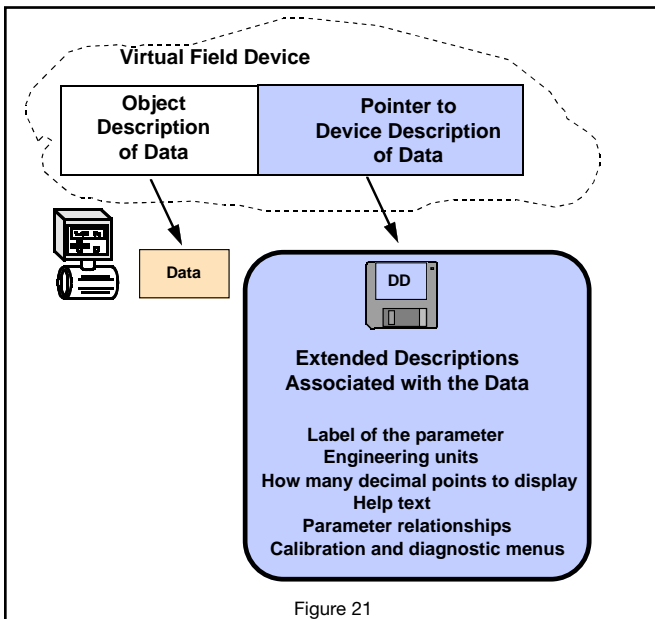 Virtual Field Device
Object
Description
of Data
Pointer to
Device Description
of Data
Data
DD
Extended Descriptions
Associated with the Data
Label of the parameter
Engineering units
How many decimal points to display
Help text
Parameter relationships
Calibration and diagnostic menus
Figure 21